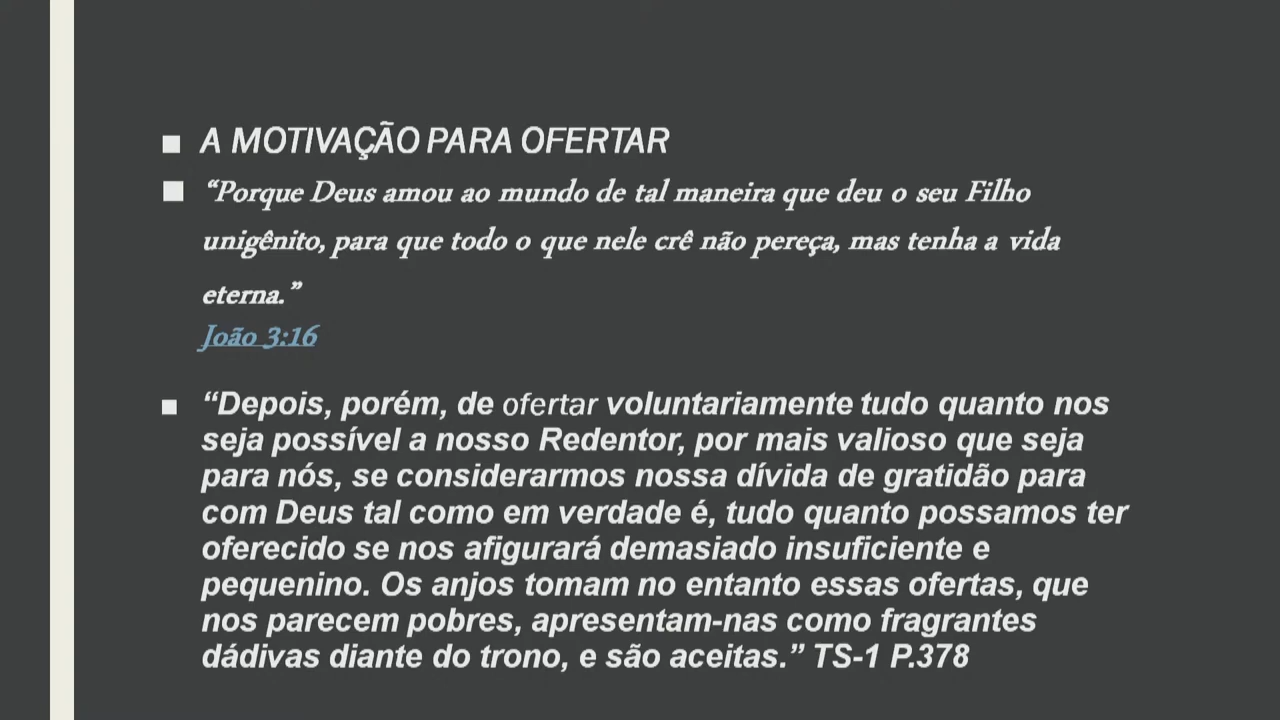 A MOTIVAÇÃO PARA OFERTAR
“Porque Deus amou ao mundo de tal maneira que deu o seu Filho
unigênito, para que todo o que nele crê não pereça, mas tenha a vida
eterna.”
João 3:16
“Depois, porém, de ofertar voluntariamente tudo quanto nos
seja possível a nosso Redentor, por mais valioso que seja
para nós, se considerarmos nossa dívida de gratidão para
com Deus tal como em verdade é, tudo quanto possamos ter
oferecido se nos afigurará demasiado insuficiente e
pequenino. Os anjos tomam no entanto essas ofertas, que
nos parecem pobres, apresentam-nas como fragrantes
dádivas diante do trono, e são aceitas.” TS-1 P.378